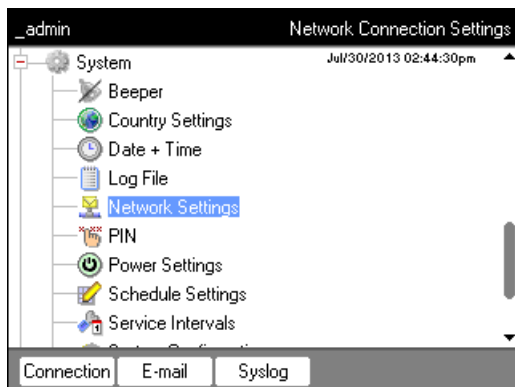 _admin Network Connection Settings
System Jul/30/2013 02:44:30pm
Beeper
Country Settings
Date + Time
Log File
Network Settings
PIN
Power Settings
Schedule Settings
Service Intervals
Connection E-mail Syslog